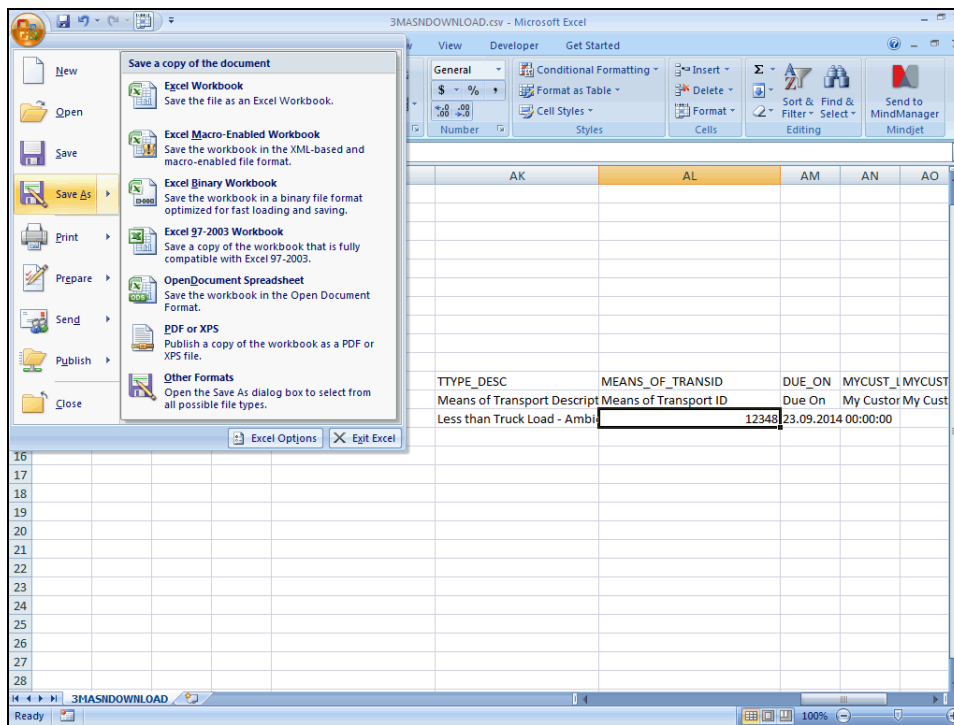 3MASNDOWNLOAD.csv - Microsoft Excel
View Developer Get Started
New
Open
Save
Save As
Print
Prepare
Send
Publish
Close
Save a copy of the document
Excel Workbook
Save the file as an Excel Workbook.
Excel Macro-Enabled Workbook
Save the workbook in the XML-based and
macro-enabled file format.
Excel Binary Workbook
Save the workbook in a binary file format
optimized for fast loading and saving.
Excel 97-2003 Workbook
Save a copy of the workbook that is fully
compatible with Excel 97-2003.
OpenDocument Spreadsheet
Save the workbook in the Open Document
Format.
PDF or XPS
Publish a copy of the workbook as a PDF or
XPS file.
Other Formats
Open the Save As dialog box to select from
all possible file types.
Excel Options Exit Excel
General
$ % ,
Number
Conditional Formatting
Format as Table
Cell Styles
Styles
Insert
Delete
Format
Cells
Σ
Sort & Filter
Find & Select
Editing
Send to
MindManager
Mindjet
AK AL AM AN AO
TTYPE_DESC MEANS_OF_TRANSID DUE_ON MYCUST_L MYCUST
Means of Transport Descript Means of Transport ID Due On My Custor My Cust
Less than Truck Load - Ambi 12348 23.09.2014 00:00:00
16
17
18
19
20
21
22
23
24
25
26
27
28
3MASNDOWNLOAD
Ready 100%